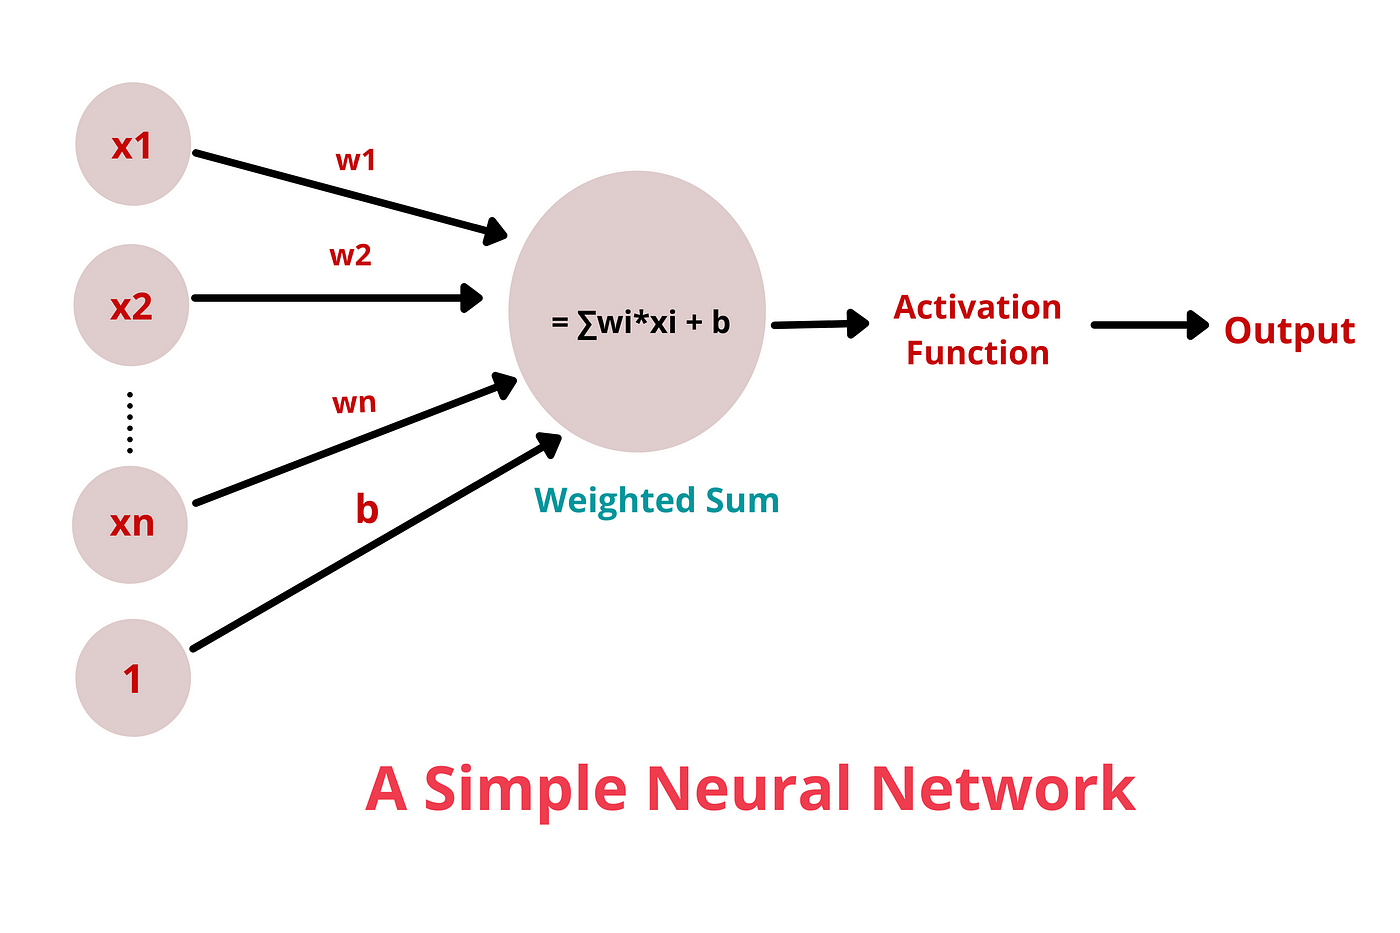 x1
w1
x2
w2
xn
wn
1
b
= ∑wi*xi + b
Weighted Sum
Activation
Function
Output
A Simple Neural Network